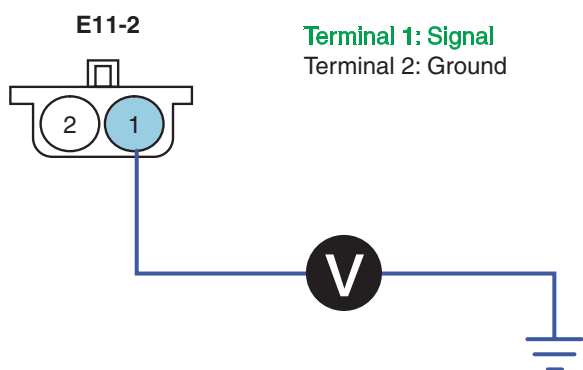 E11-2
Terminal 1: Signal
Terminal 2: Ground
2 1
V